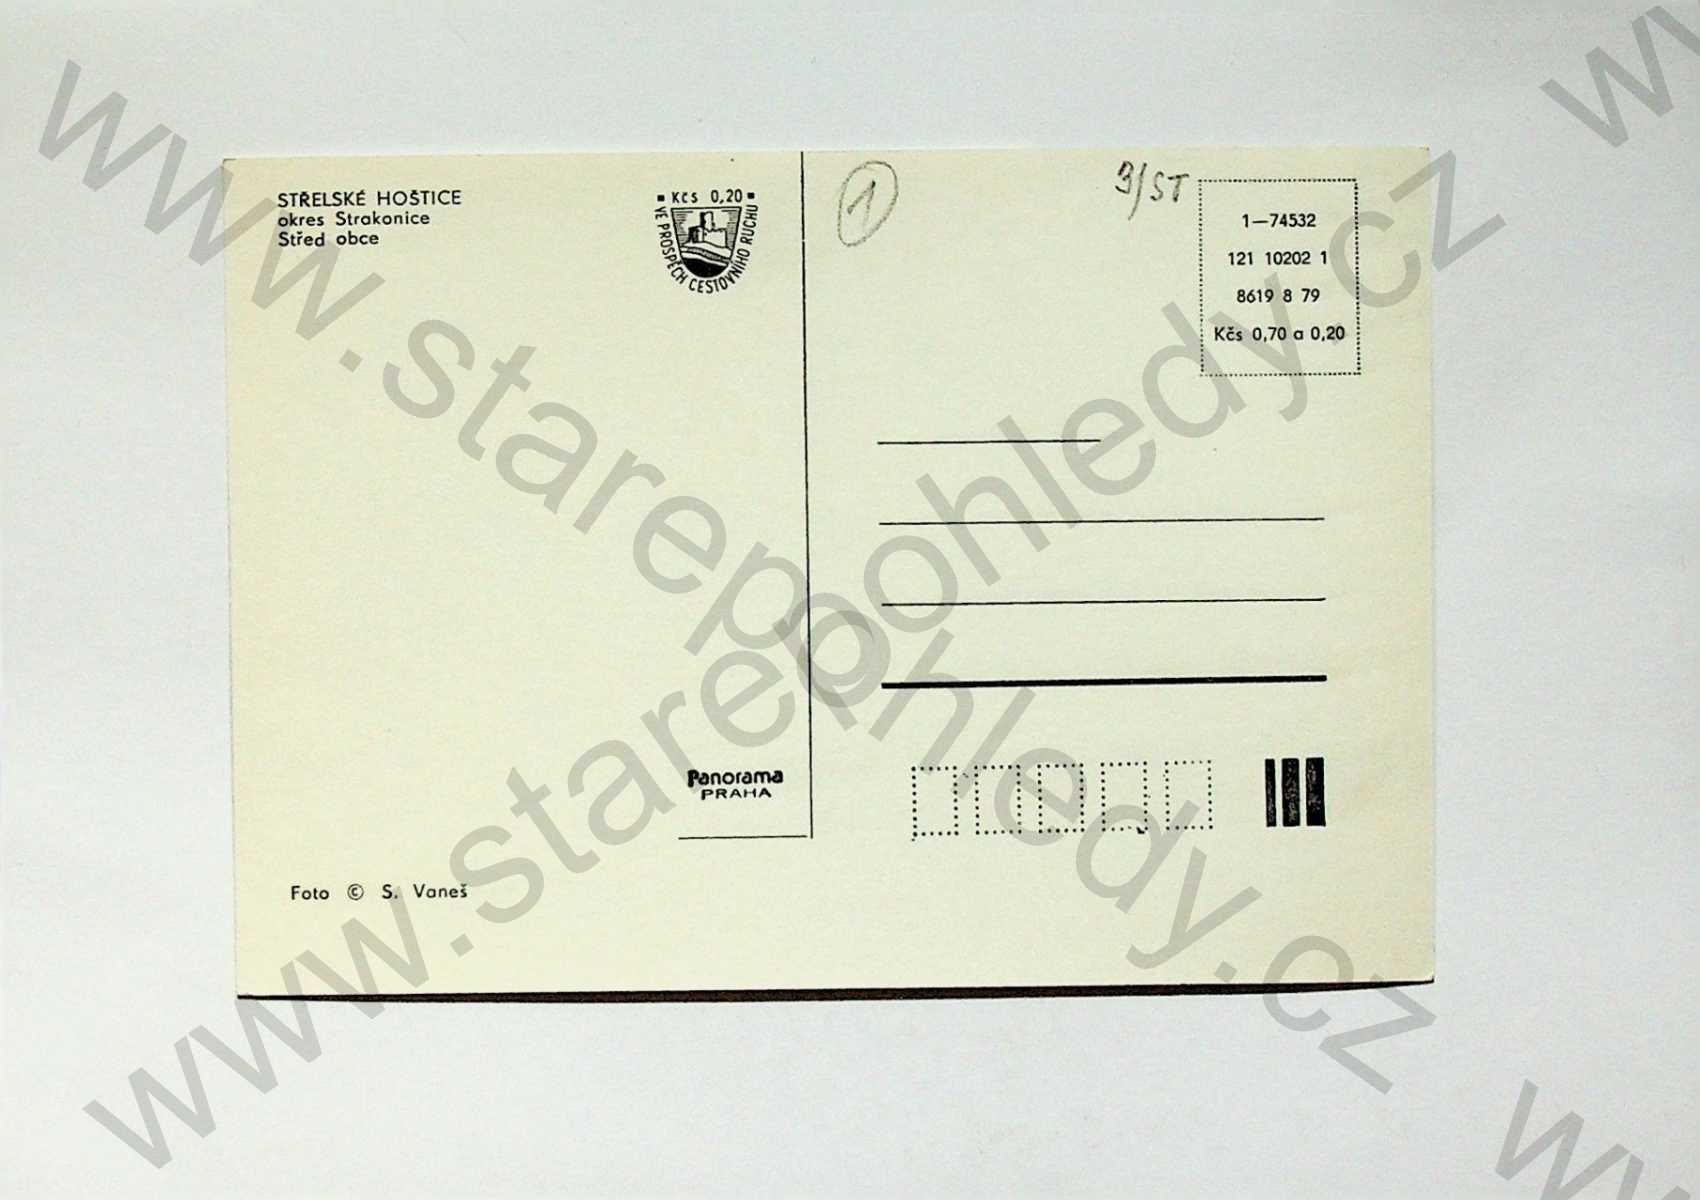 STŘELSKÉ HOŠTICE
okres Strakonice
Střed obce
▪ Kčs 0,20 ▪
VE PROSPĚCH CESTOVNÍHO RUCHU
1
3/ST
1—74532
121 10202 1
8619 8 79
Kčs 0,70 a 0,20
Panorama
PRAHA
Foto © S. Vaneš
www.starepohledy.cz
www.starepohledy.cz